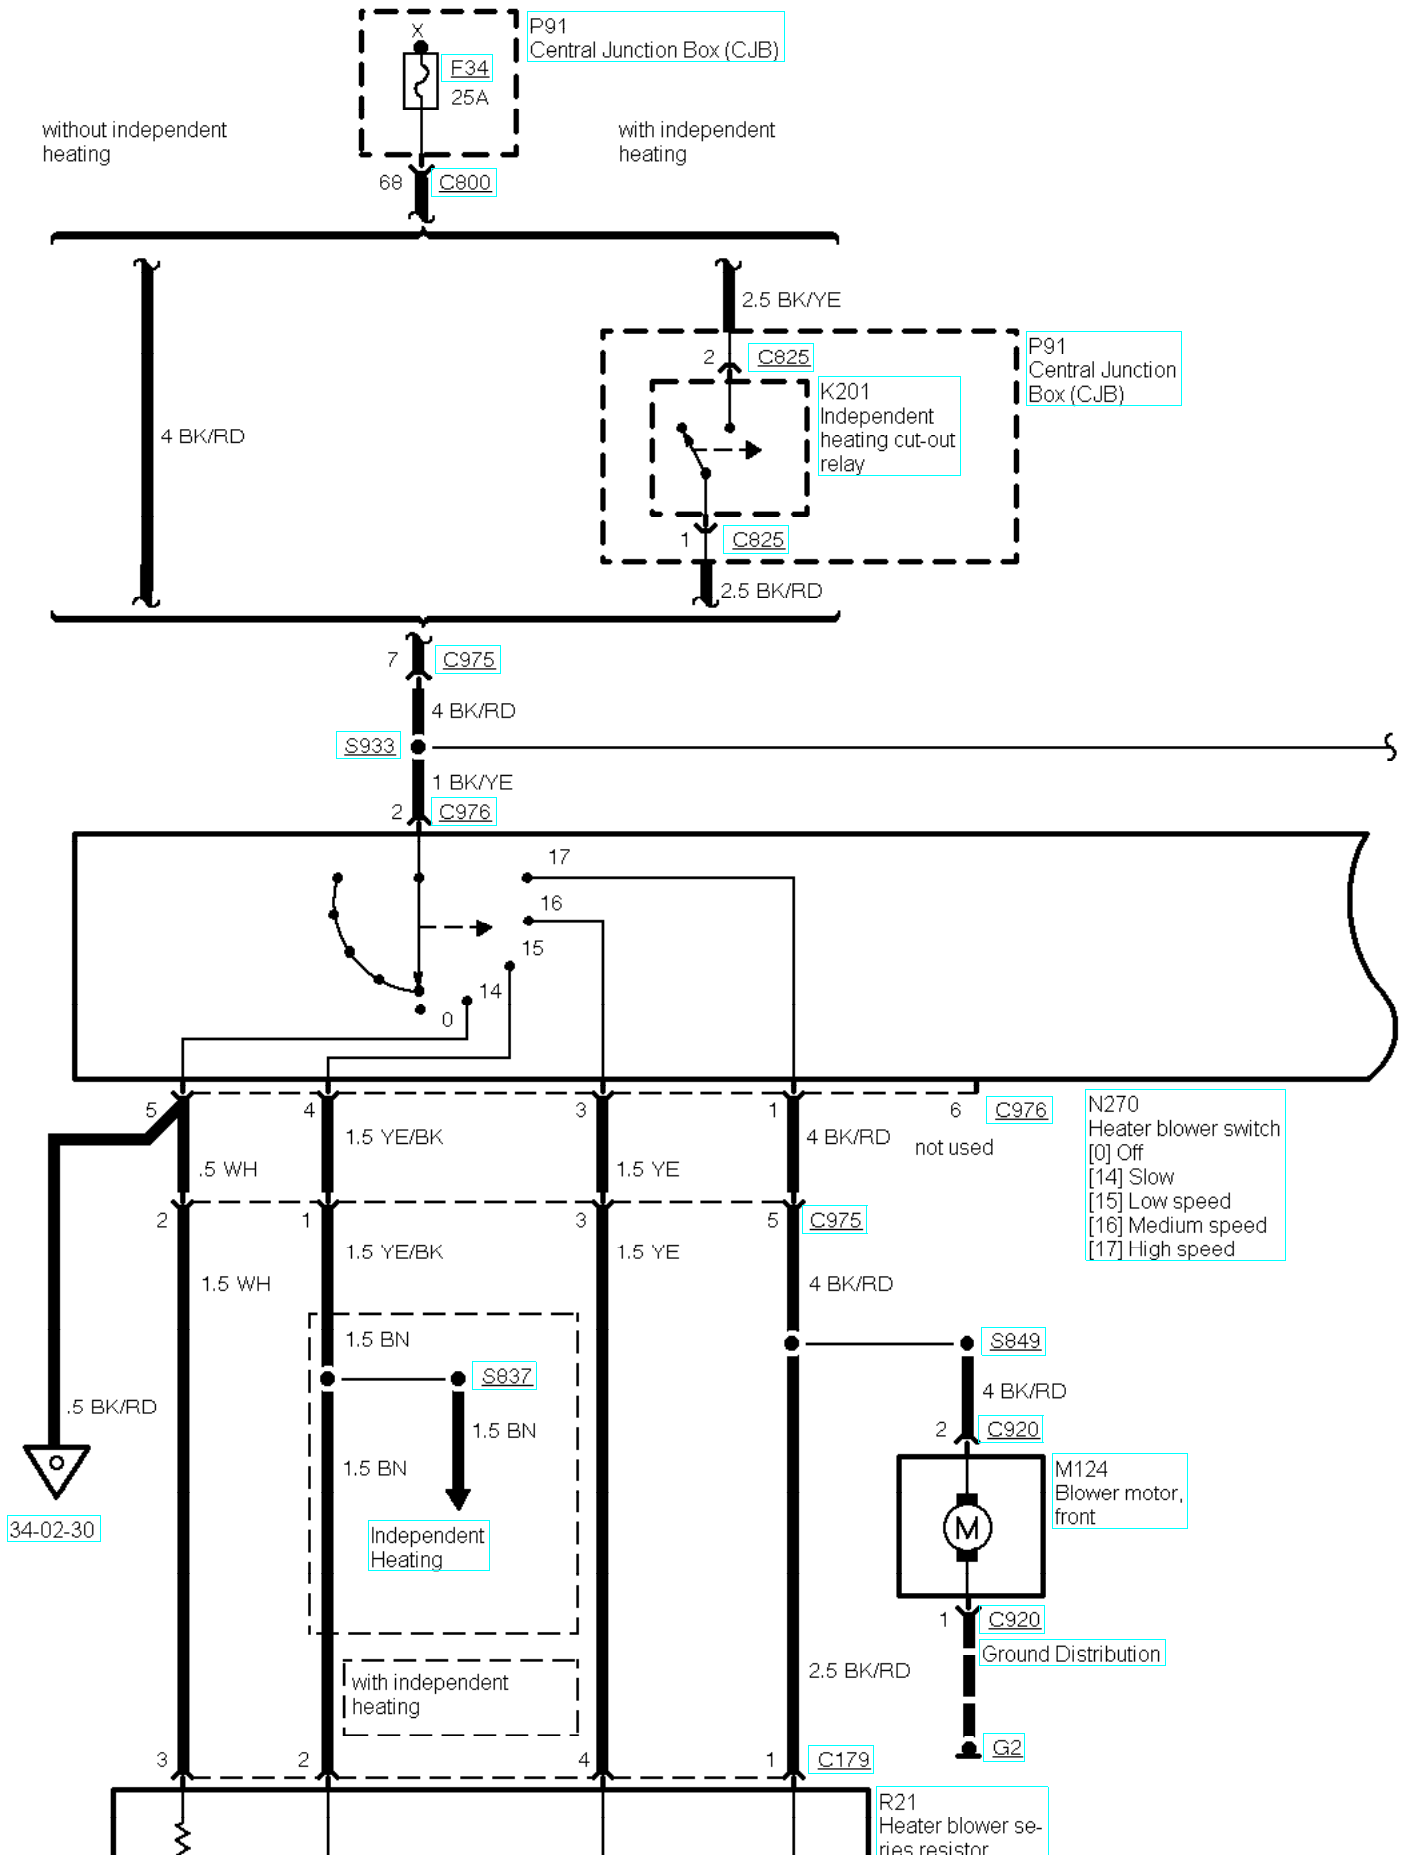 P91
Central Junction Box (CJB)
X
F34
25A
without independent
heating
with independent
heating
68
C800
2.5 BK/YE
P91
Central Junction
Box (CJB)
2
C825
K201
Independent
heating cut-out
relay
4 BK/RD
1
C825
2.5 BK/RD
7
C975
4 BK/RD
S933
1 BK/YE
2
C976
17
16
15
14
0
5
4
3
1
6
C976
not used
N270
Heater blower switch
[0] Off
[14] Slow
[15] Low speed
[16] Medium speed
[17] High speed
1.5 YE/BK
4 BK/RD
.5 WH
1.5 YE
2
1
3
5
C975
1.5 YE/BK
1.5 YE
1.5 WH
4 BK/RD
1.5 BN
S849
S837
4 BK/RD
.5 BK/RD
1.5 BN
2
C920
1.5 BN
M124
Blower motor,
front
M
34-02-30
Independent
Heating
1
C920
Ground Distribution
2.5 BK/RD
with independent
heating
G2
3
2
4
1
C179
R21
Heater blower se-
ries resistor